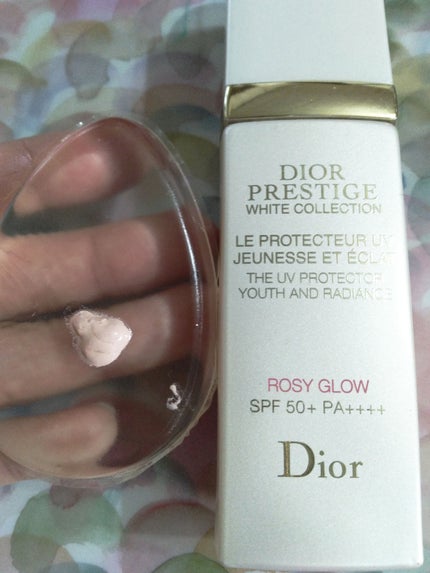 DIOR
PRESTIGE
WHITE COLLECTION
LE PROTECTEUR UV
JEUNESSE ET ÉCLAT
THE UV PROTECTOR
YOUTH AND RADIANCE
ROSY GLOW
SPF 50+ PA++++
Dior